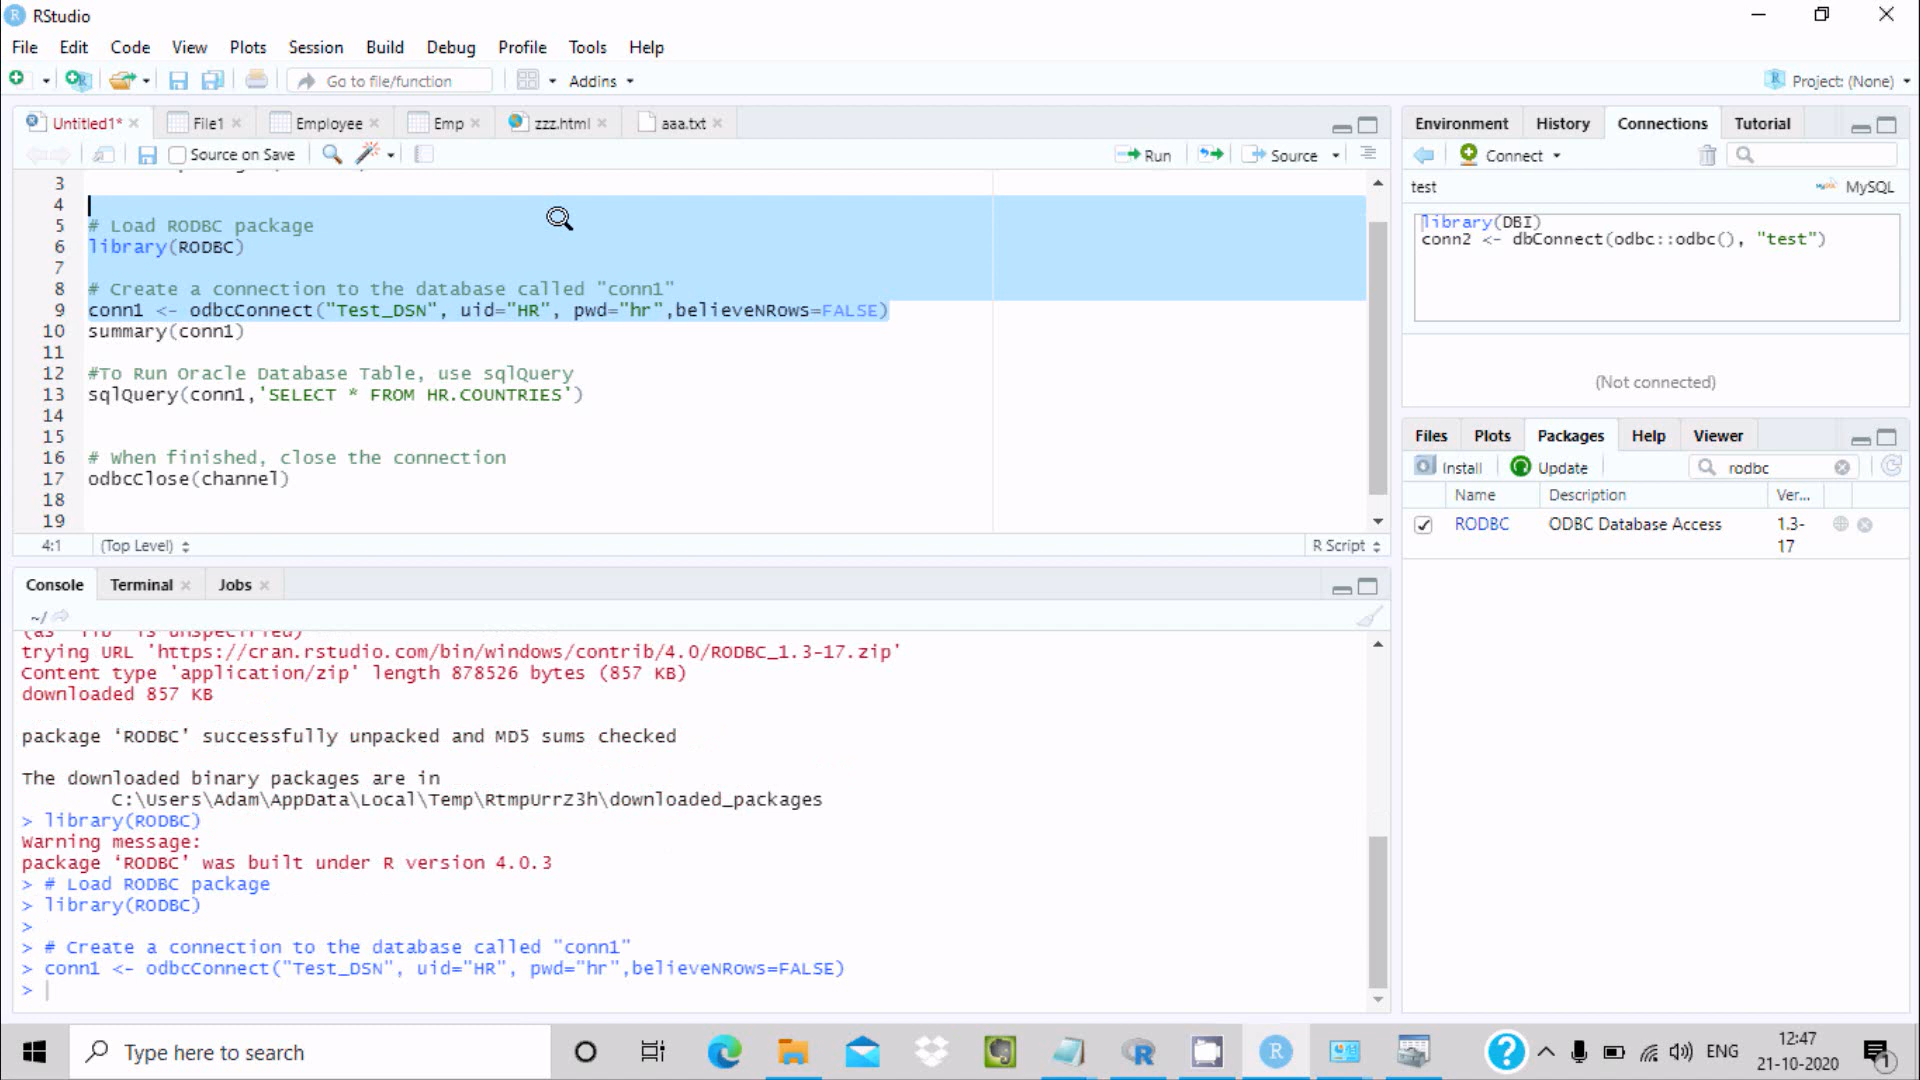 RStudio
File Edit Code View Plots Session Build Debug Profile Tools Help
Go to file/function Addins Project: (None)
Untitled1* File1 Employee Emp zzz.html aaa.txt
Source on Save Run Source
3
4
5 # Load RODBC package
6 library(RODBC)
7
8 # Create a connection to the database called "conn1"
9 conn1 <- odbcConnect("Test_DSN", uid="HR", pwd="hr",believeNRows=FALSE)
10 summary(conn1)
11
12 #To Run Oracle Database Table, use sqlQuery
13 sqlQuery(conn1,'SELECT * FROM HR.COUNTRIES')
14
15
16 # When finished, close the connection
17 odbcClose(channel)
18
19
4:1 (Top Level) R Script
Console Terminal Jobs
~/
trying URL 'https://cran.rstudio.com/bin/windows/contrib/4.0/RODBC_1.3-17.zip'
Content type 'application/zip' length 878526 bytes (857 KB)
downloaded 857 KB
package ‘RODBC’ successfully unpacked and MD5 sums checked
The downloaded binary packages are in
C:\Users\Adam\AppData\Local\Temp\RtmpUrrZ3h\downloaded_packages
> library(RODBC)
Warning message:
package ‘RODBC’ was built under R version 4.0.3
> # Load RODBC package
> library(RODBC)
>
> # Create a connection to the database called "conn1"
> conn1 <- odbcConnect("Test_DSN", uid="HR", pwd="hr",believeNRows=FALSE)
>
Environment History Connections Tutorial
Connect
test MySQL
library(DBI)
conn2 <- dbConnect(odbc::odbc(), "test")
(Not connected)
Files Plots Packages Help Viewer
Install Update rodbc
Name Description Ver...
RODBC ODBC Database Access 1.3-
17
Type here to search
ENG
12:47
21-10-2020
1